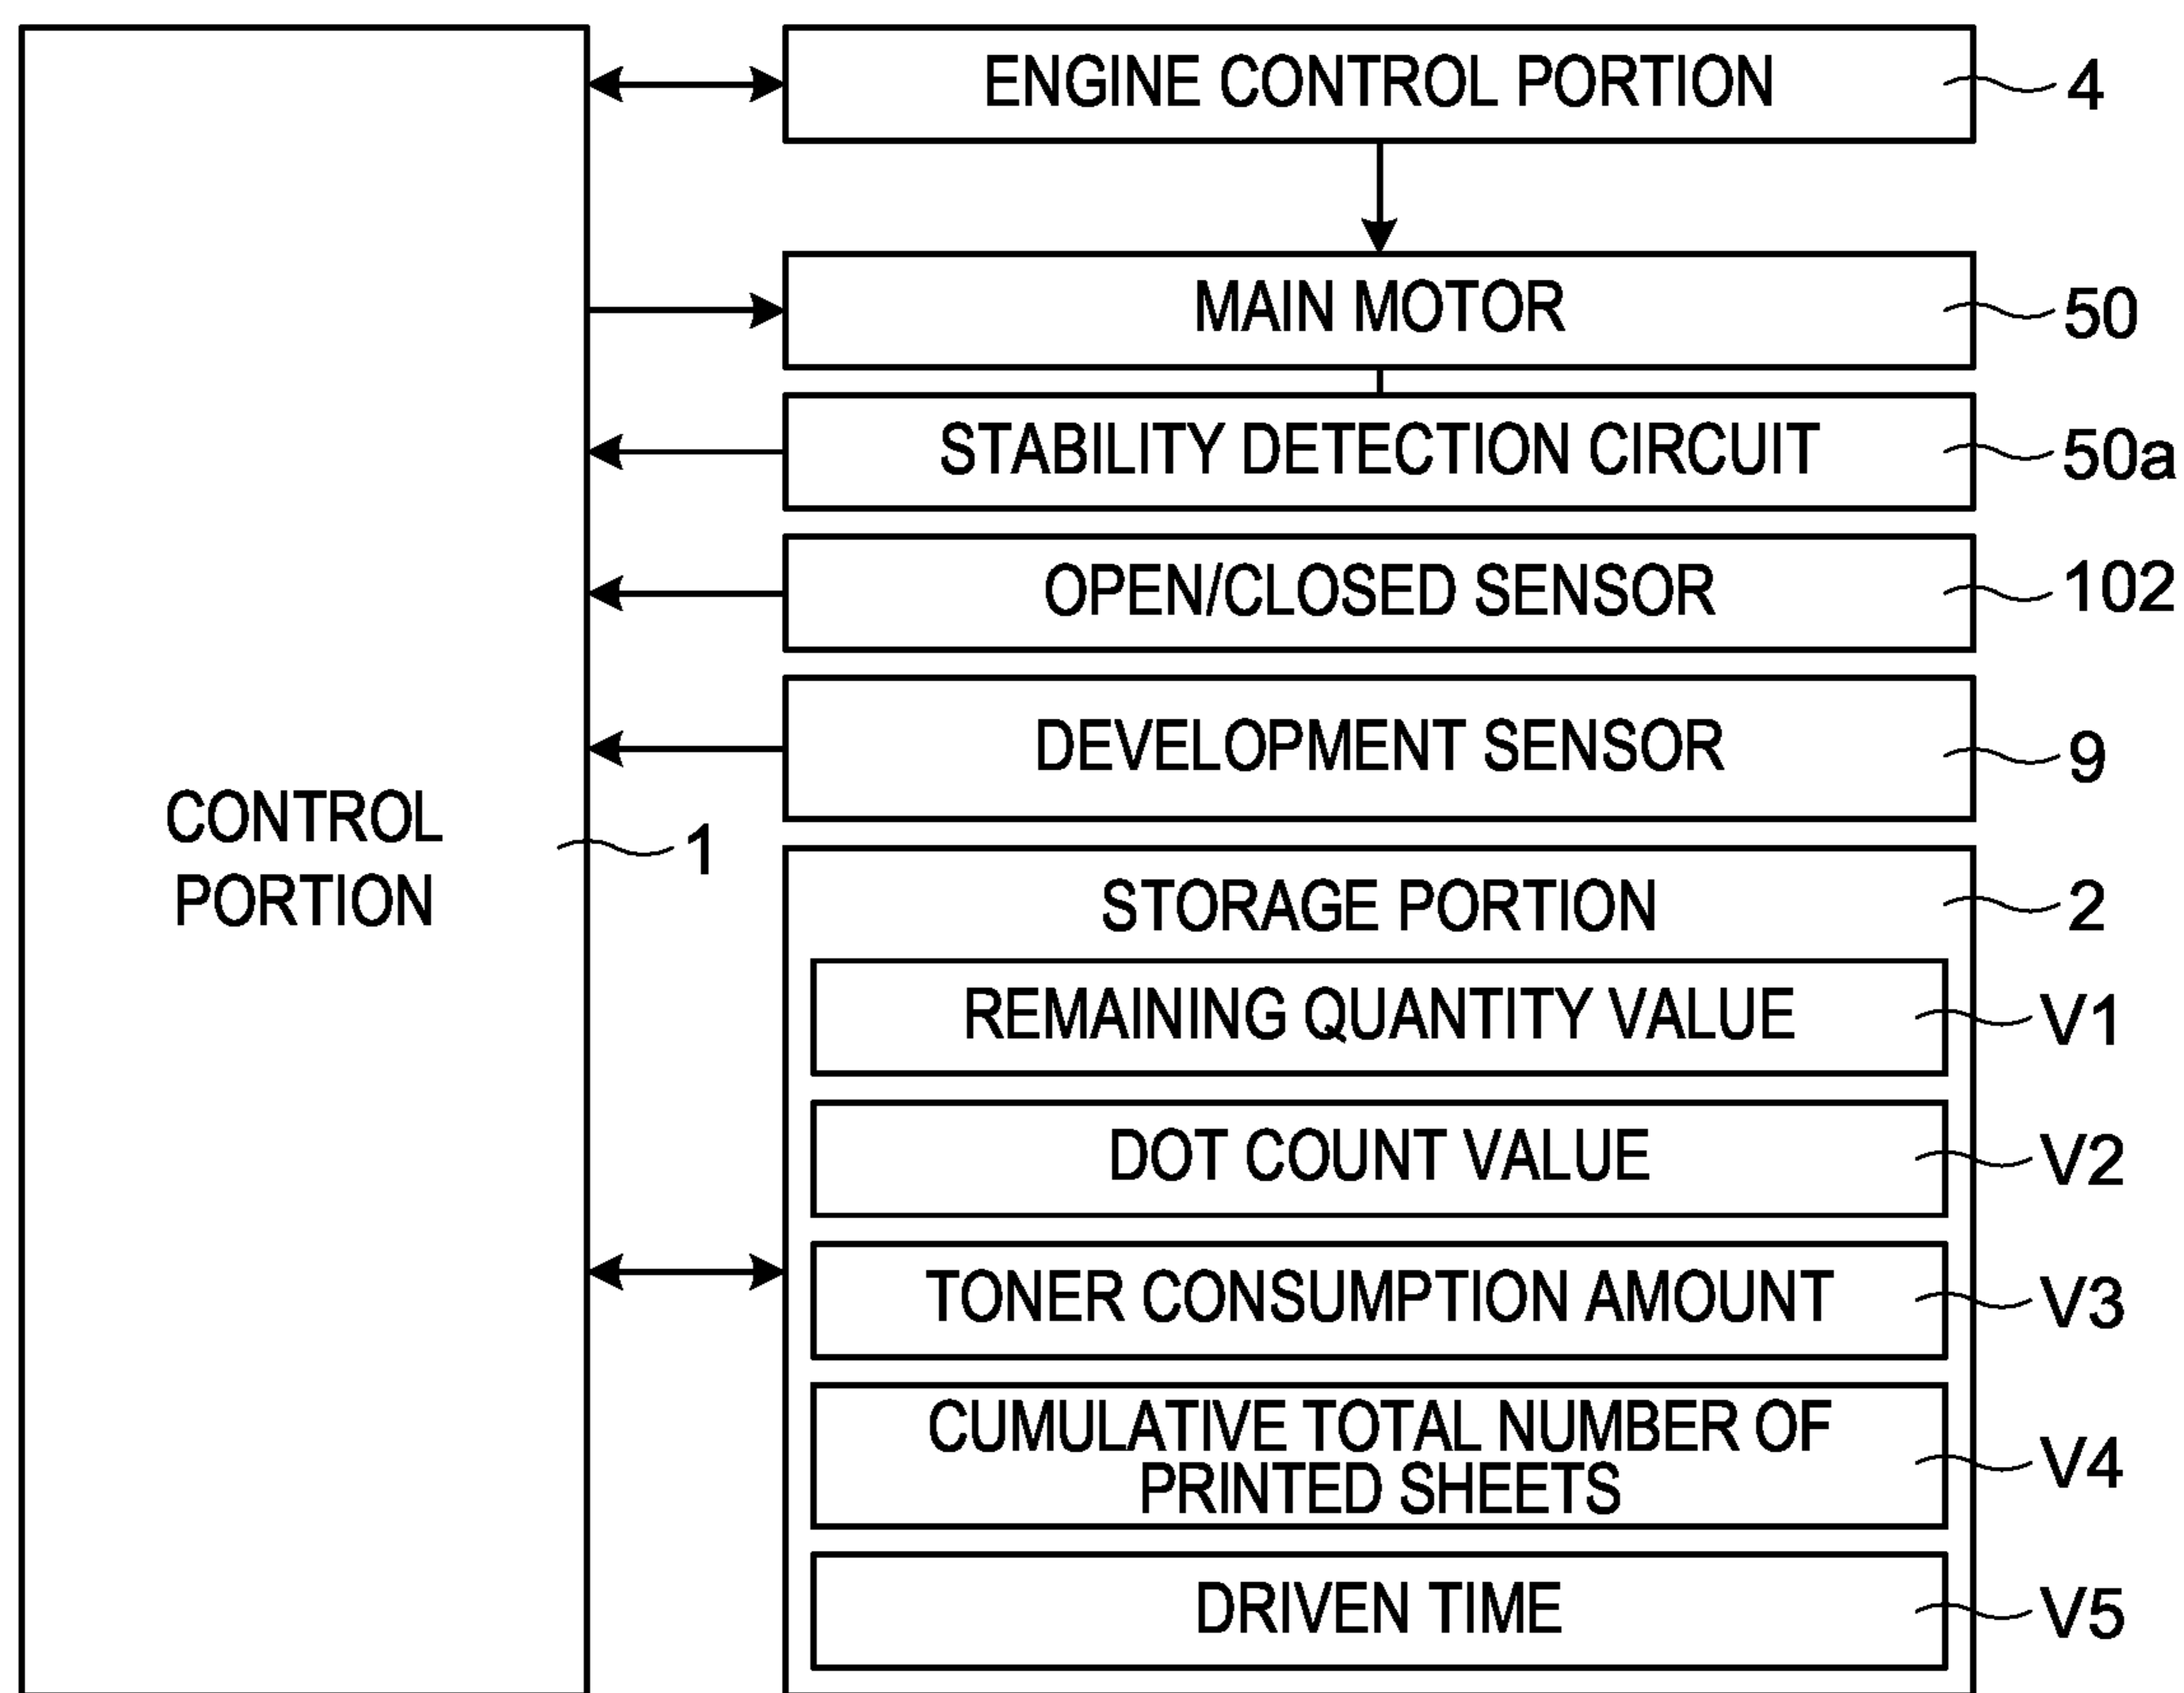 ENGINE CONTROL PORTION 4
MAIN MOTOR 50
STABILITY DETECTION CIRCUIT 50a
OPEN/CLOSED SENSOR 102
DEVELOPMENT SENSOR 9
CONTROL
PORTION
1
STORAGE PORTION 2
REMAINING QUANTITY VALUE V1
DOT COUNT VALUE V2
TONER CONSUMPTION AMOUNT V3
CUMULATIVE TOTAL NUMBER OF
PRINTED SHEETS V4
DRIVEN TIME V5